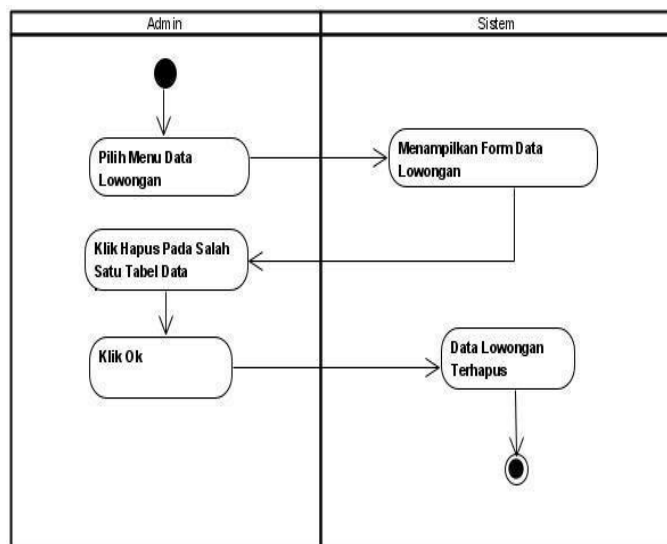 Admin
Sistem
Pilih Menu Data
Lowongan
Menampilkan Form Data
Lowongan
Klik Hapus Pada Salah
Satu Tabel Data
Klik Ok
Data Lowongan
Terhapus